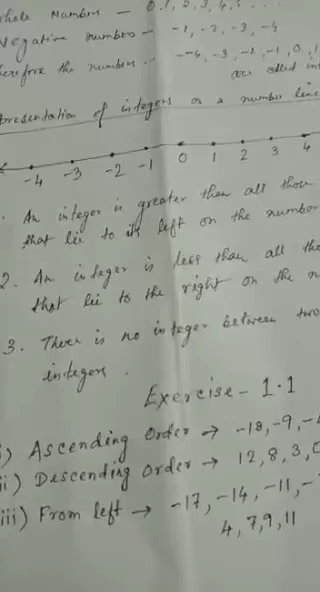 Whole Numbers - 0, 1, 2, 3, 4, 5 . . .
Negative numbers - -1, -2, -3, -4
Therefore the numbers - -4, -3, -2, -1, 0, 1
are called
presentation of integers on a number line
-4 -3 -2 -1 0 1 2 3 4
. An integer is greater than all those
that lie to its left on the number
2. An integer is less than all
that lie to the right on the
3. There is no integer between two
integers.
Exercise - 1.1
i) Ascending Order → -18, -9,
ii) Descending Order → 12, 8, 3,
iii) From left → -17, -14, -11, -
4, 7, 9, 11